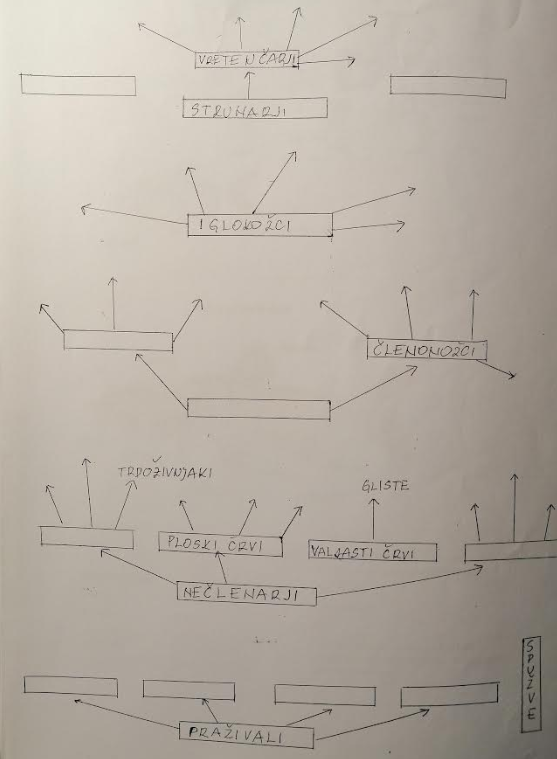 VRETENČARJI
STRUNARJI
IGLOKOŽCI
ČLENONOŽCI
TRDOŽIVNJAKI
GLISTE
PLOSKI ČRVI
VALJASTI ČRVI
NEČLENARJI
SPUŽVE
PRAŽIVALI